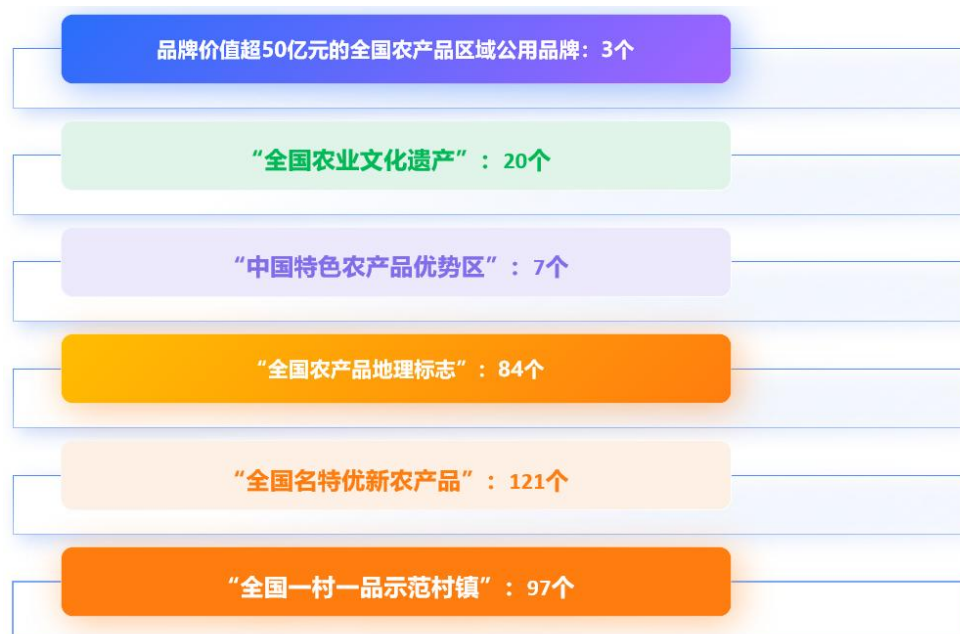 品牌价值超50亿元的全国农产品区域公用品牌：3个
“全国农业文化遗产”：20个
“中国特色农产品优势区”：7个
“全国农产品地理标志”：84个
“全国名特优新农产品”：121个
“全国一村一品示范村镇”：97个